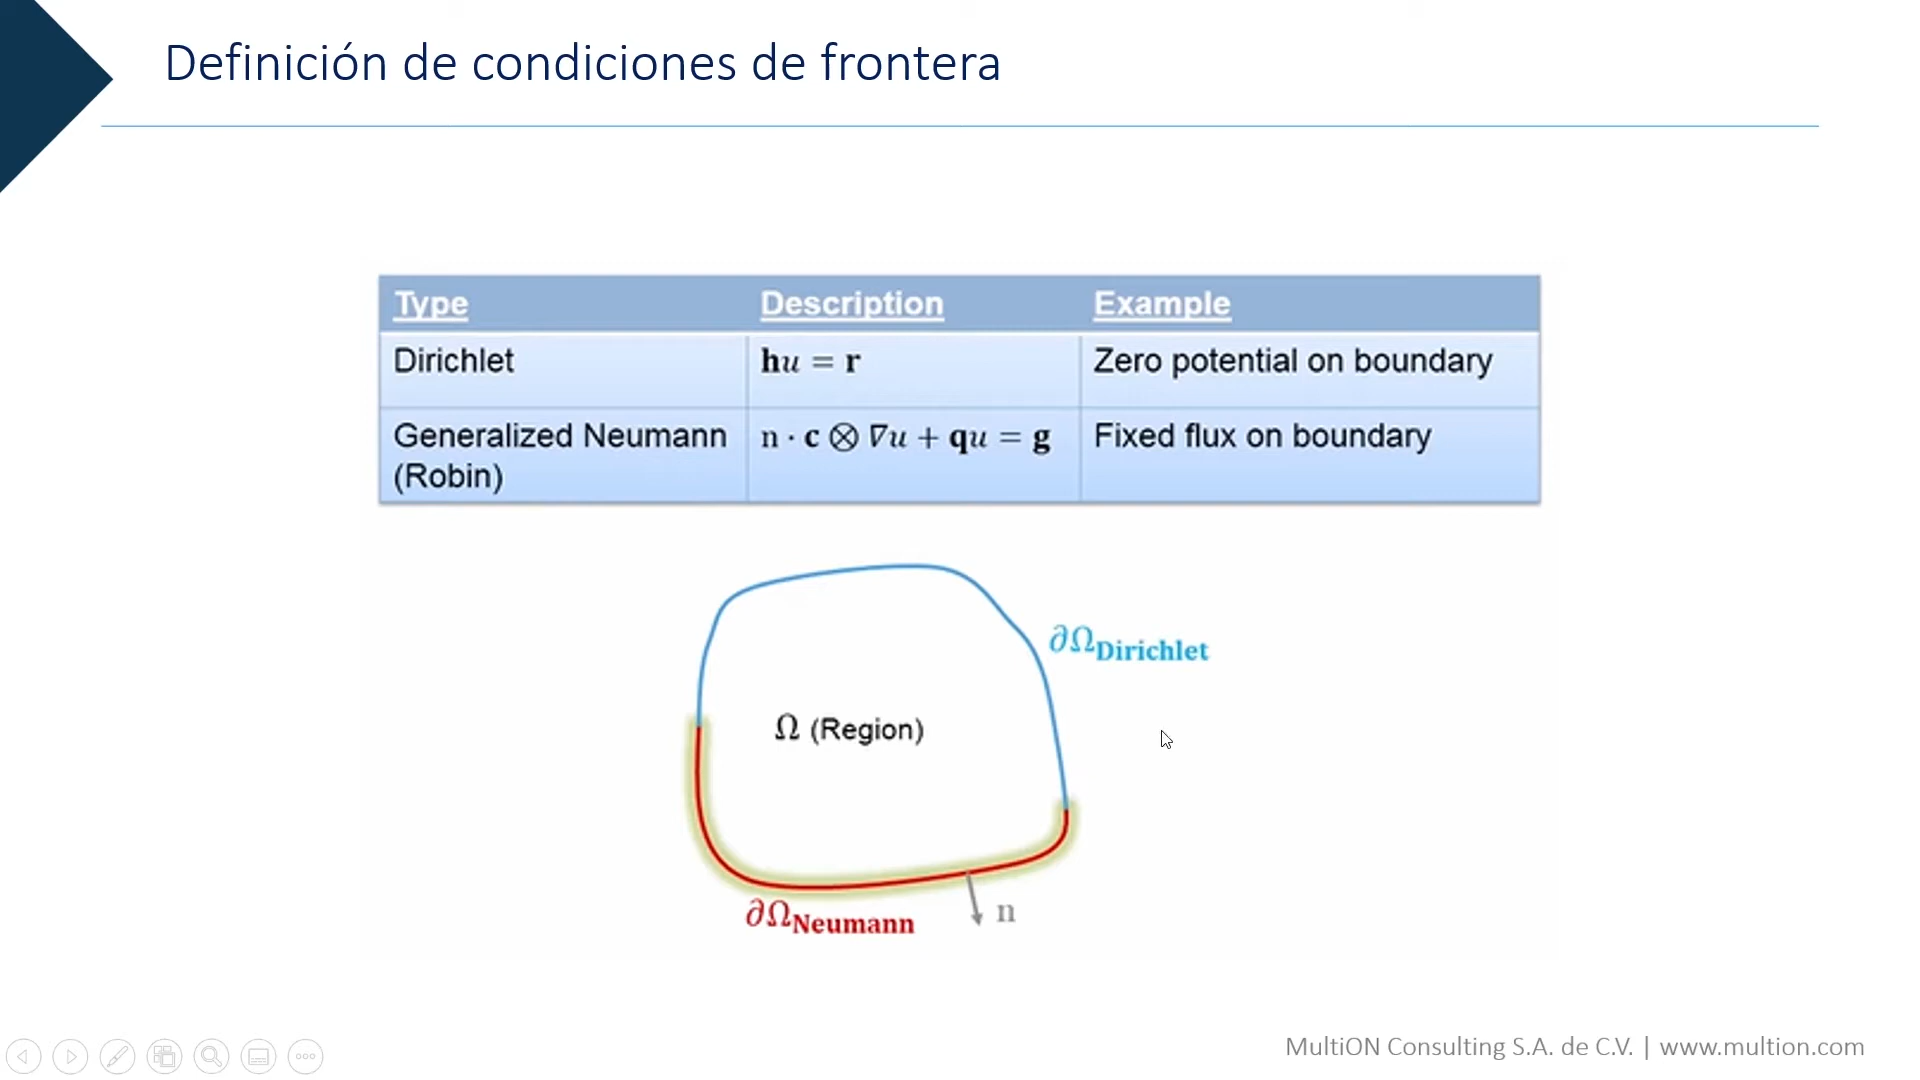 Definición de condiciones de frontera
Type Description Example
Dirichlet hu = r Zero potential on boundary
Generalized Neumann n · c ⊗ ∇u + qu = g Fixed flux on boundary
(Robin)
∂Ω Dirichlet
Ω (Region)
∂Ω Neumann
n
MultiON Consulting S.A. de C.V. | www.multion.com